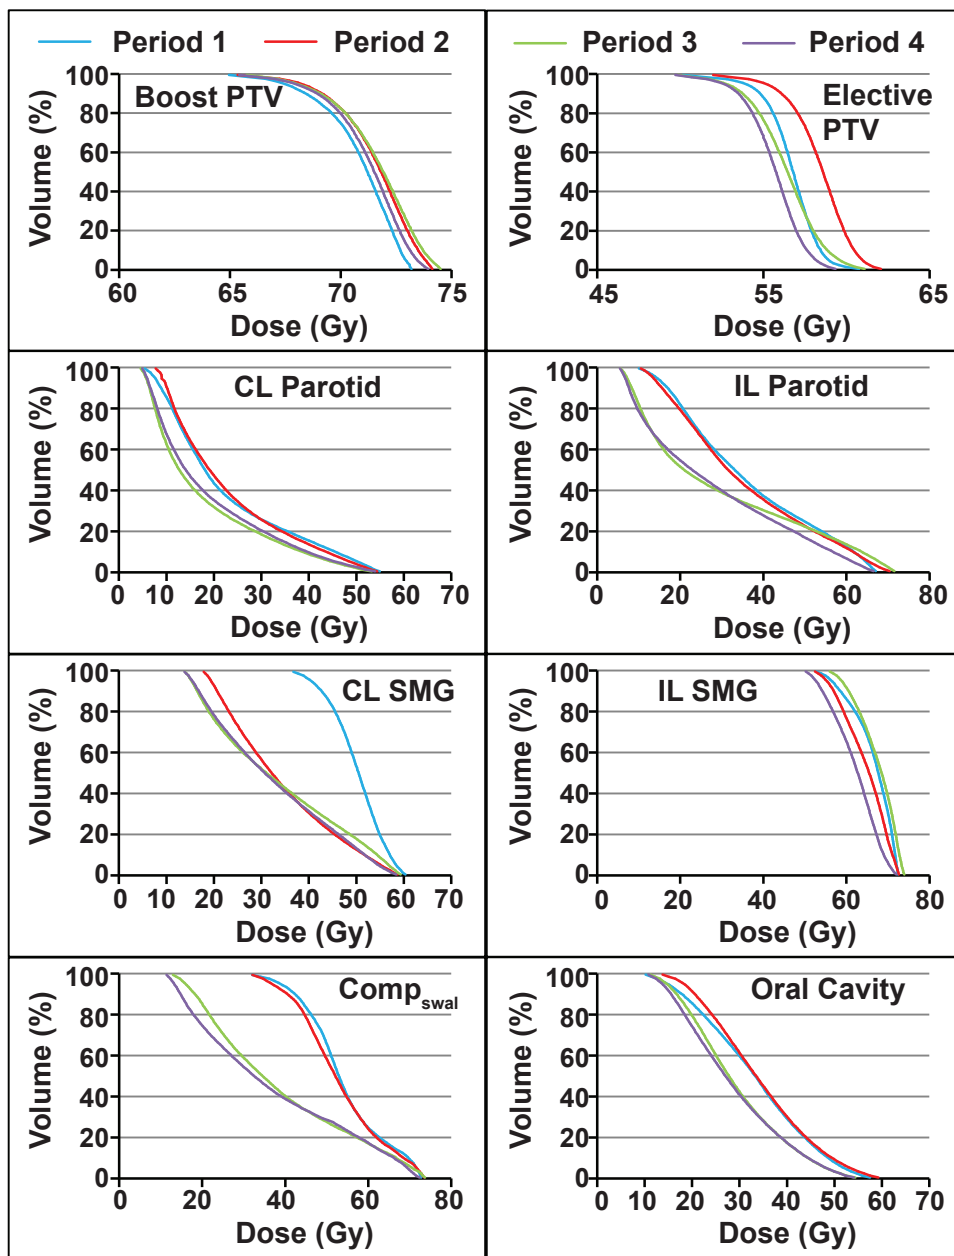 Period 1 Period 2 Period 3 Period 4
Boost PTV
Volume (%)
100
80
60
40
20
0
60 65 70 75
Dose (Gy)
Elective
PTV
Volume (%)
100
80
60
40
20
0
45 55 65
Dose (Gy)
CL Parotid
Volume (%)
100
80
60
40
20
0
0 10 20 30 40 50 60 70
Dose (Gy)
IL Parotid
Volume (%)
100
80
60
40
20
0
0 20 40 60 80
Dose (Gy)
CL SMG
Volume (%)
100
80
60
40
20
0
0 10 20 30 40 50 60 70
Dose (Gy)
IL SMG
Volume (%)
100
80
60
40
20
0
0 20 40 60 80
Dose (Gy)
Comp swal
Volume (%)
100
80
60
40
20
0
0 20 40 60 80
Dose (Gy)
Oral Cavity
Volume (%)
100
80
60
40
20
0
0 10 20 30 40 50 60 70
Dose (Gy)